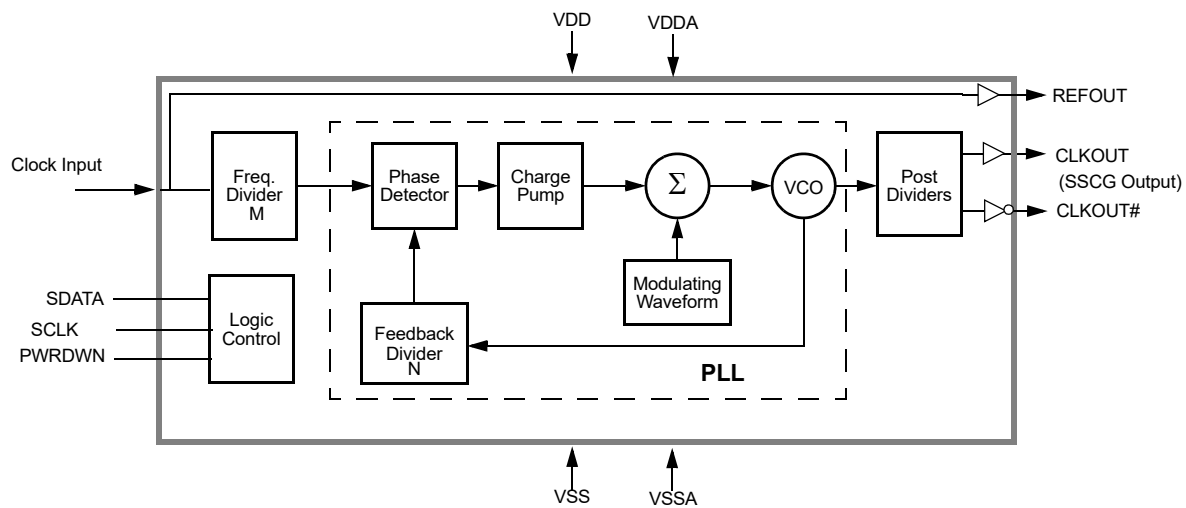 VDD
VDDA
REFOUT
Clock Input
Freq.
Divider
M
Phase
Detector
Charge
Pump
Σ
VCO
Post
Dividers
CLKOUT
(SSCG Output)
CLKOUT#
Modulating
Waveform
SDATA
SCLK
PWRDWN
Logic
Control
Feedback
Divider
N
PLL
VSS
VSSA